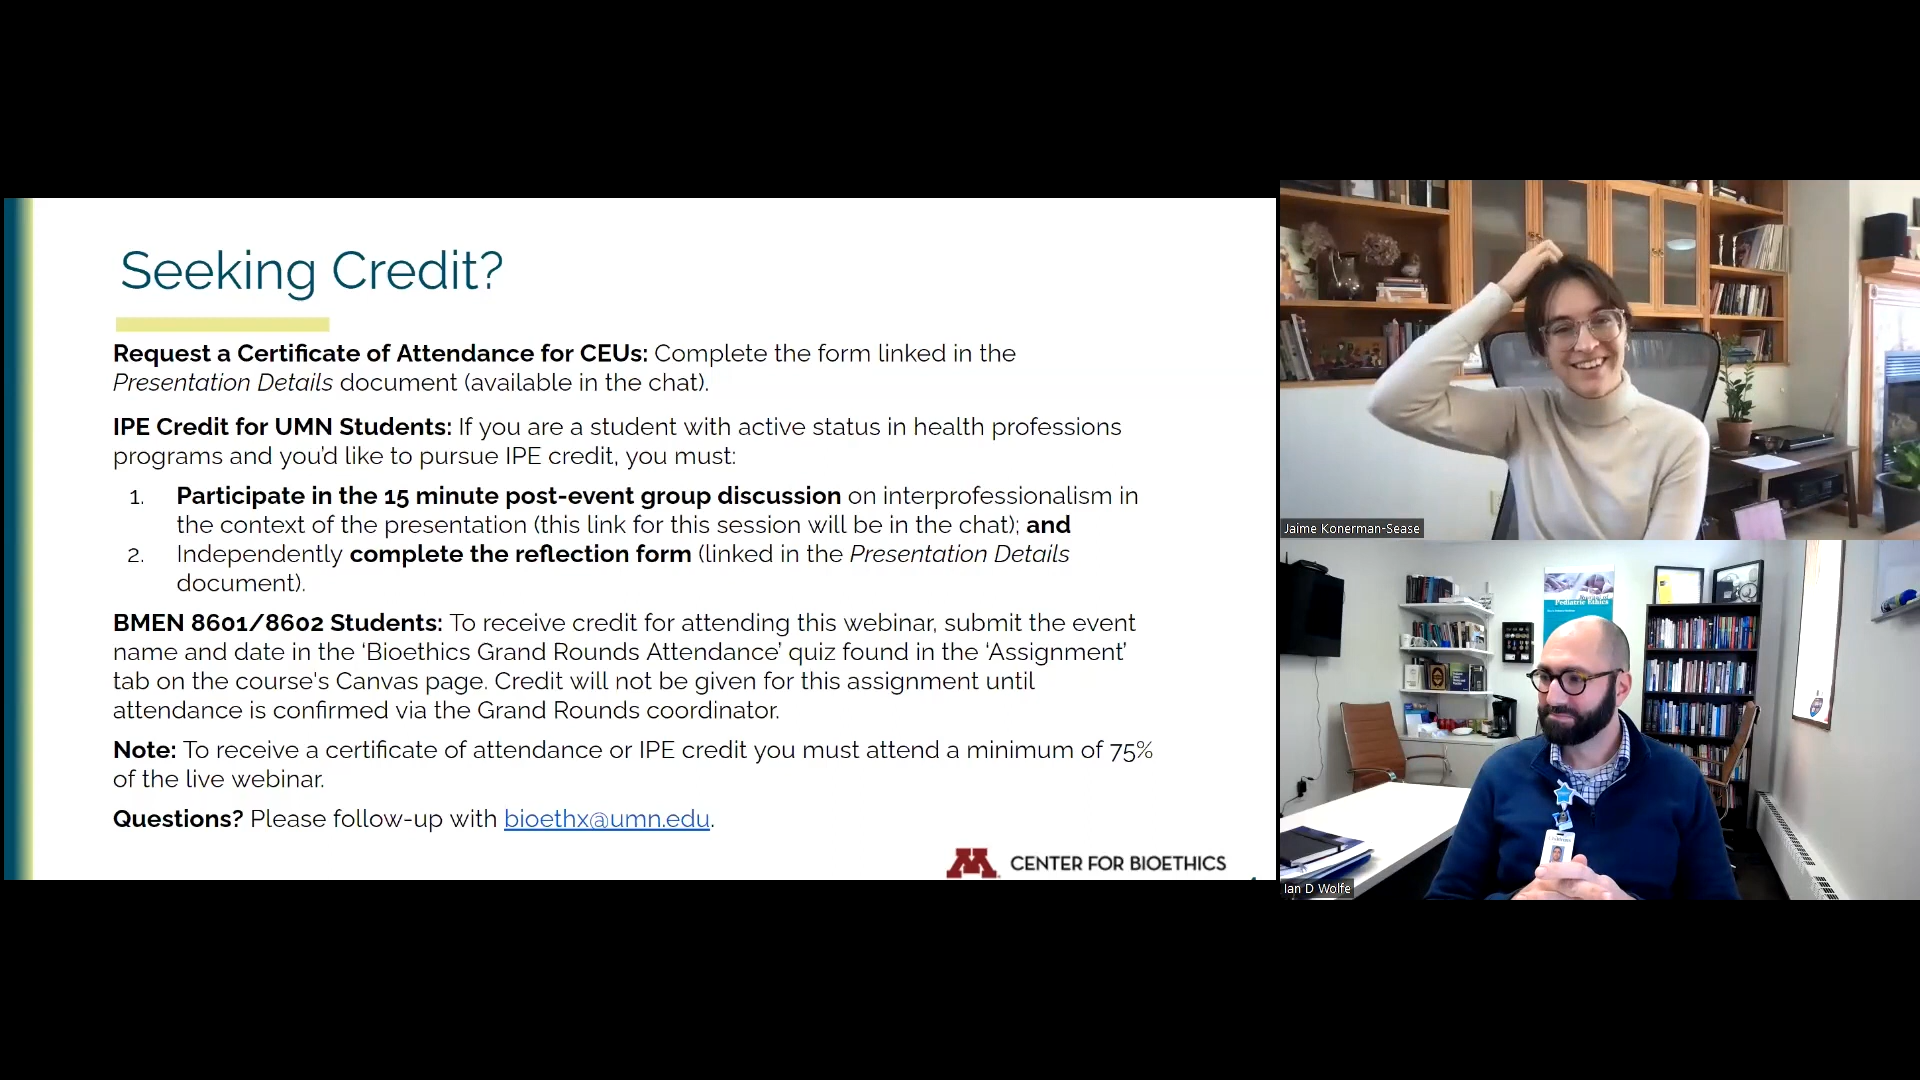 Seeking Credit?
Request a Certificate of Attendance for CEUs: Complete the form linked in the
Presentation Details document (available in the chat).
IPE Credit for UMN Students: If you are a student with active status in health professions
programs and you'd like to pursue IPE credit, you must:
1. Participate in the 15 minute post-event group discussion on interprofessionalism in
the context of the presentation (this link for this session will be in the chat); and
2. Independently complete the reflection form (linked in the Presentation Details
document).
BMEN 8601/8602 Students: To receive credit for attending this webinar, submit the event
name and date in the ‘Bioethics Grand Rounds Attendance’ quiz found in the ‘Assignment’
tab on the course's Canvas page. Credit will not be given for this assignment until
attendance is confirmed via the Grand Rounds coordinator.
Note: To receive a certificate of attendance or IPE credit you must attend a minimum of 75%
of the live webinar.
Questions? Please follow-up with bioethx@umn.edu.
M CENTER FOR BIOETHICS
Jaime Konerman-Sease
Pediatric Ethics
Ian D Wolfe